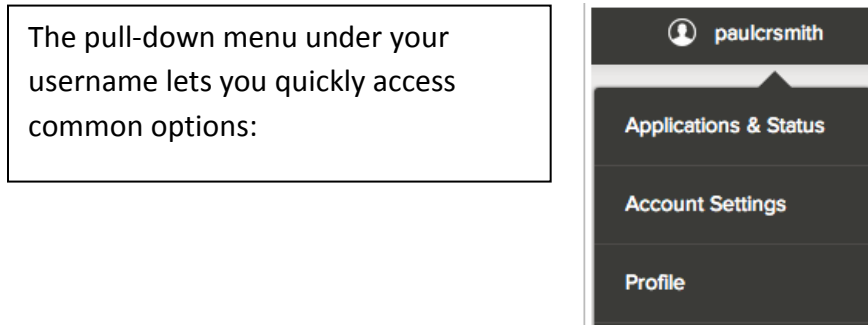 The pull-down menu under your
username lets you quickly access
common options:
paulcrsmith
Applications & Status
Account Settings
Profile